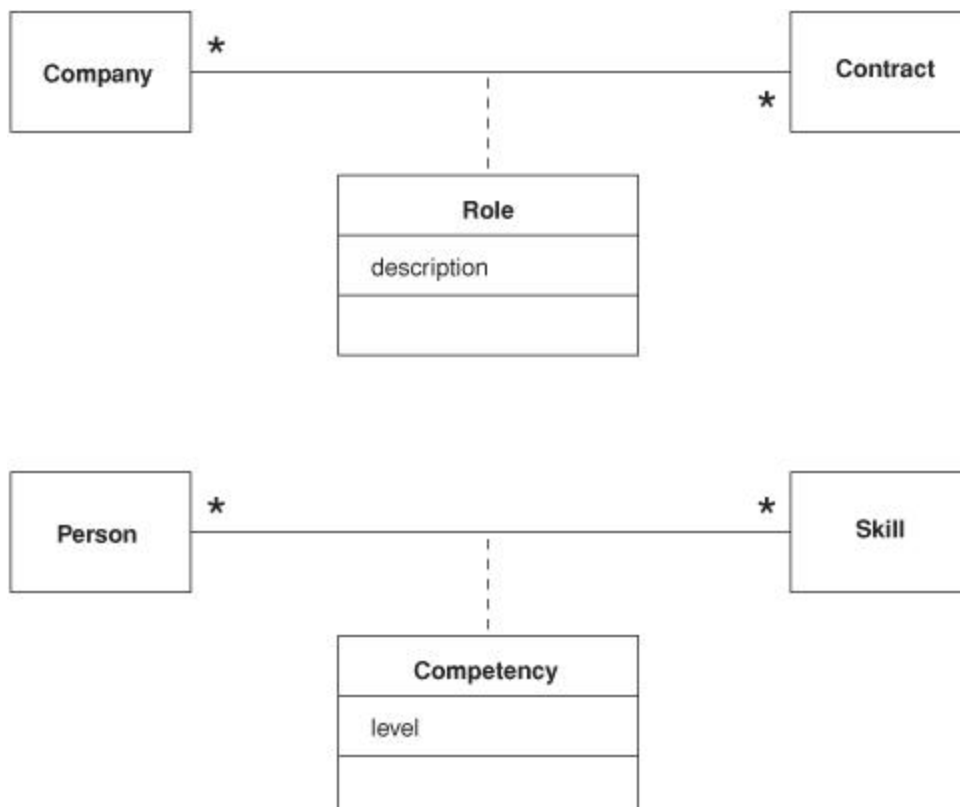 Company
*
*
Contract
Role
description
Person
*
*
Skill
Competency
level